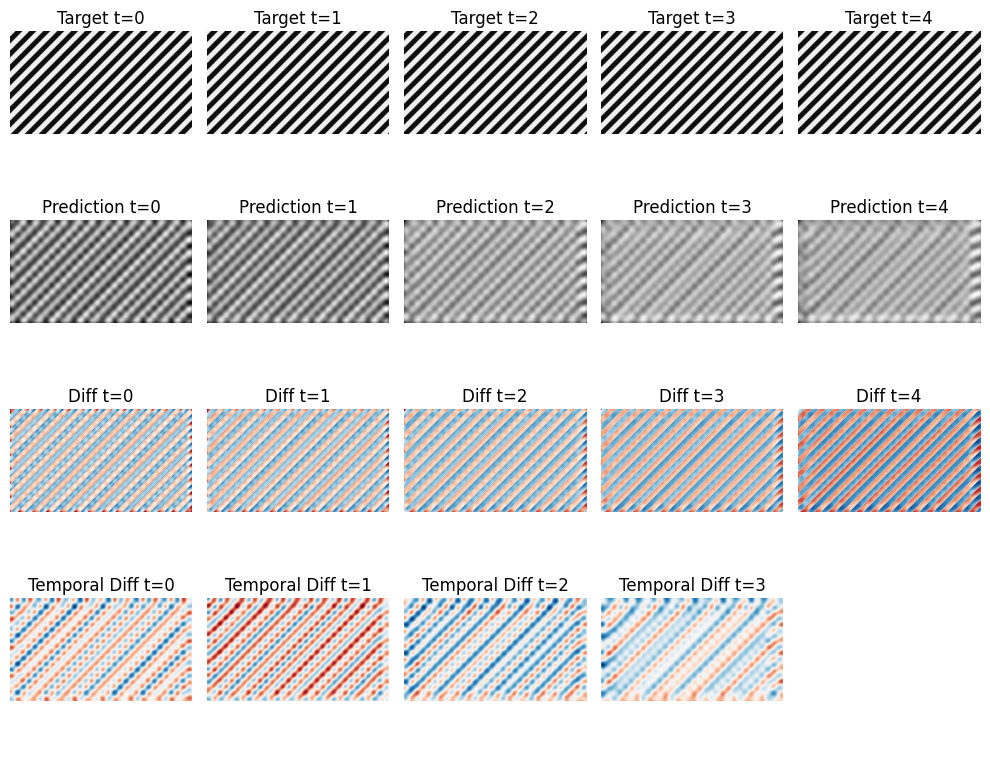 Target t=0 Target t=1 Target t=2 Target t=3 Target t=4
Prediction t=0 Prediction t=1 Prediction t=2 Prediction t=3 Prediction t=4
Diff t=0 Diff t=1 Diff t=2 Diff t=3 Diff t=4
Temporal Diff t=0 Temporal Diff t=1 Temporal Diff t=2 Temporal Diff t=3